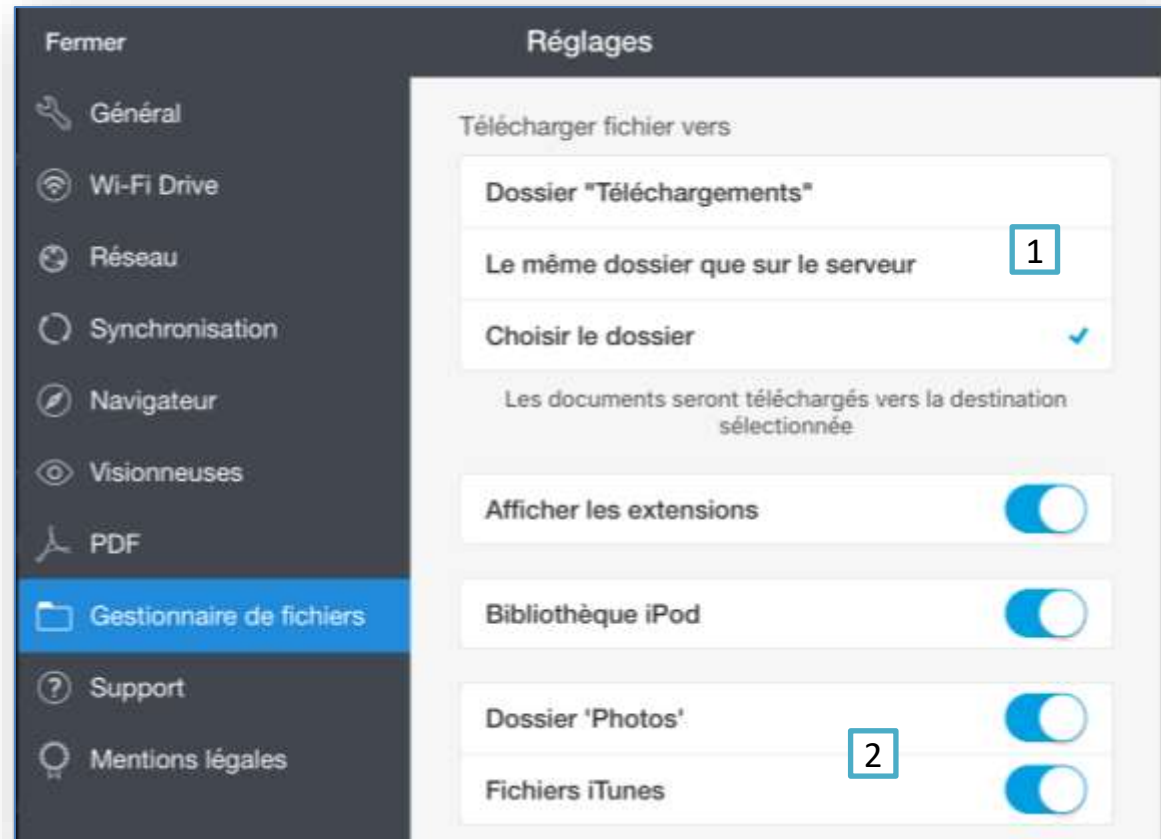 Fermer
Réglages
Général
Wi-Fi Drive
Réseau
Synchronisation
Navigateur
Visionneuses
PDF
Gestionnaire de fichiers
Support
Mentions légales
Télécharger fichier vers
Dossier "Téléchargements"
1
Le même dossier que sur le serveur
Choisir le dossier
Les documents seront téléchargés vers la destination
sélectionnée
Afficher les extensions
Bibliothèque iPod
Dossier 'Photos'
2
Fichiers iTunes